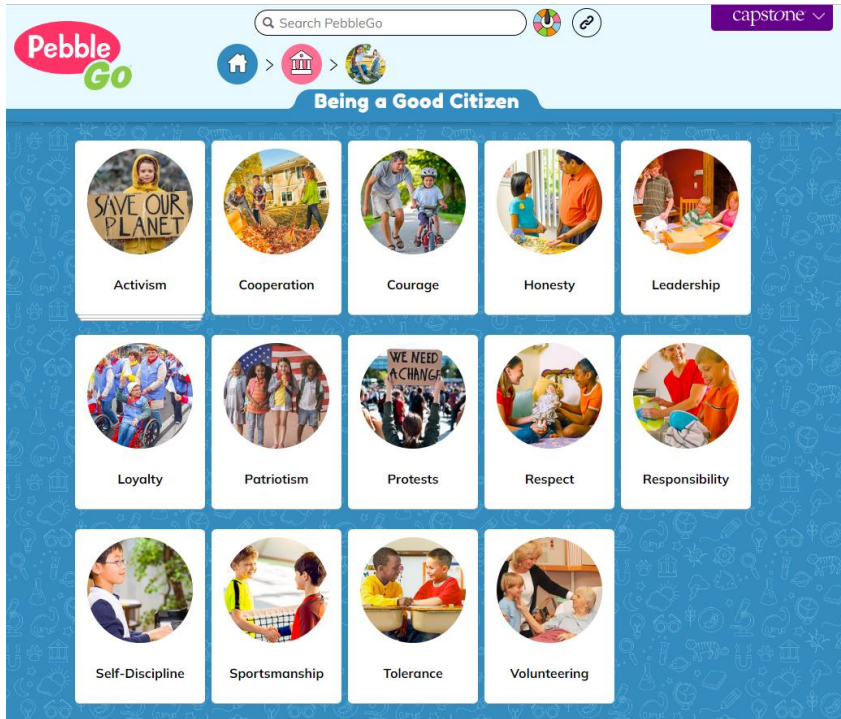 Pebble
Go
Search PebbleGo
capstone
> >
Being a Good Citizen
SAVE OUR
PLANET
Activism
Cooperation
Courage
Honesty
Leadership
WE NEED
A CHANGE
Loyalty
Patriotism
Protests
Respect
Responsibility
Self-Discipline
Sportsmanship
Tolerance
Volunteering